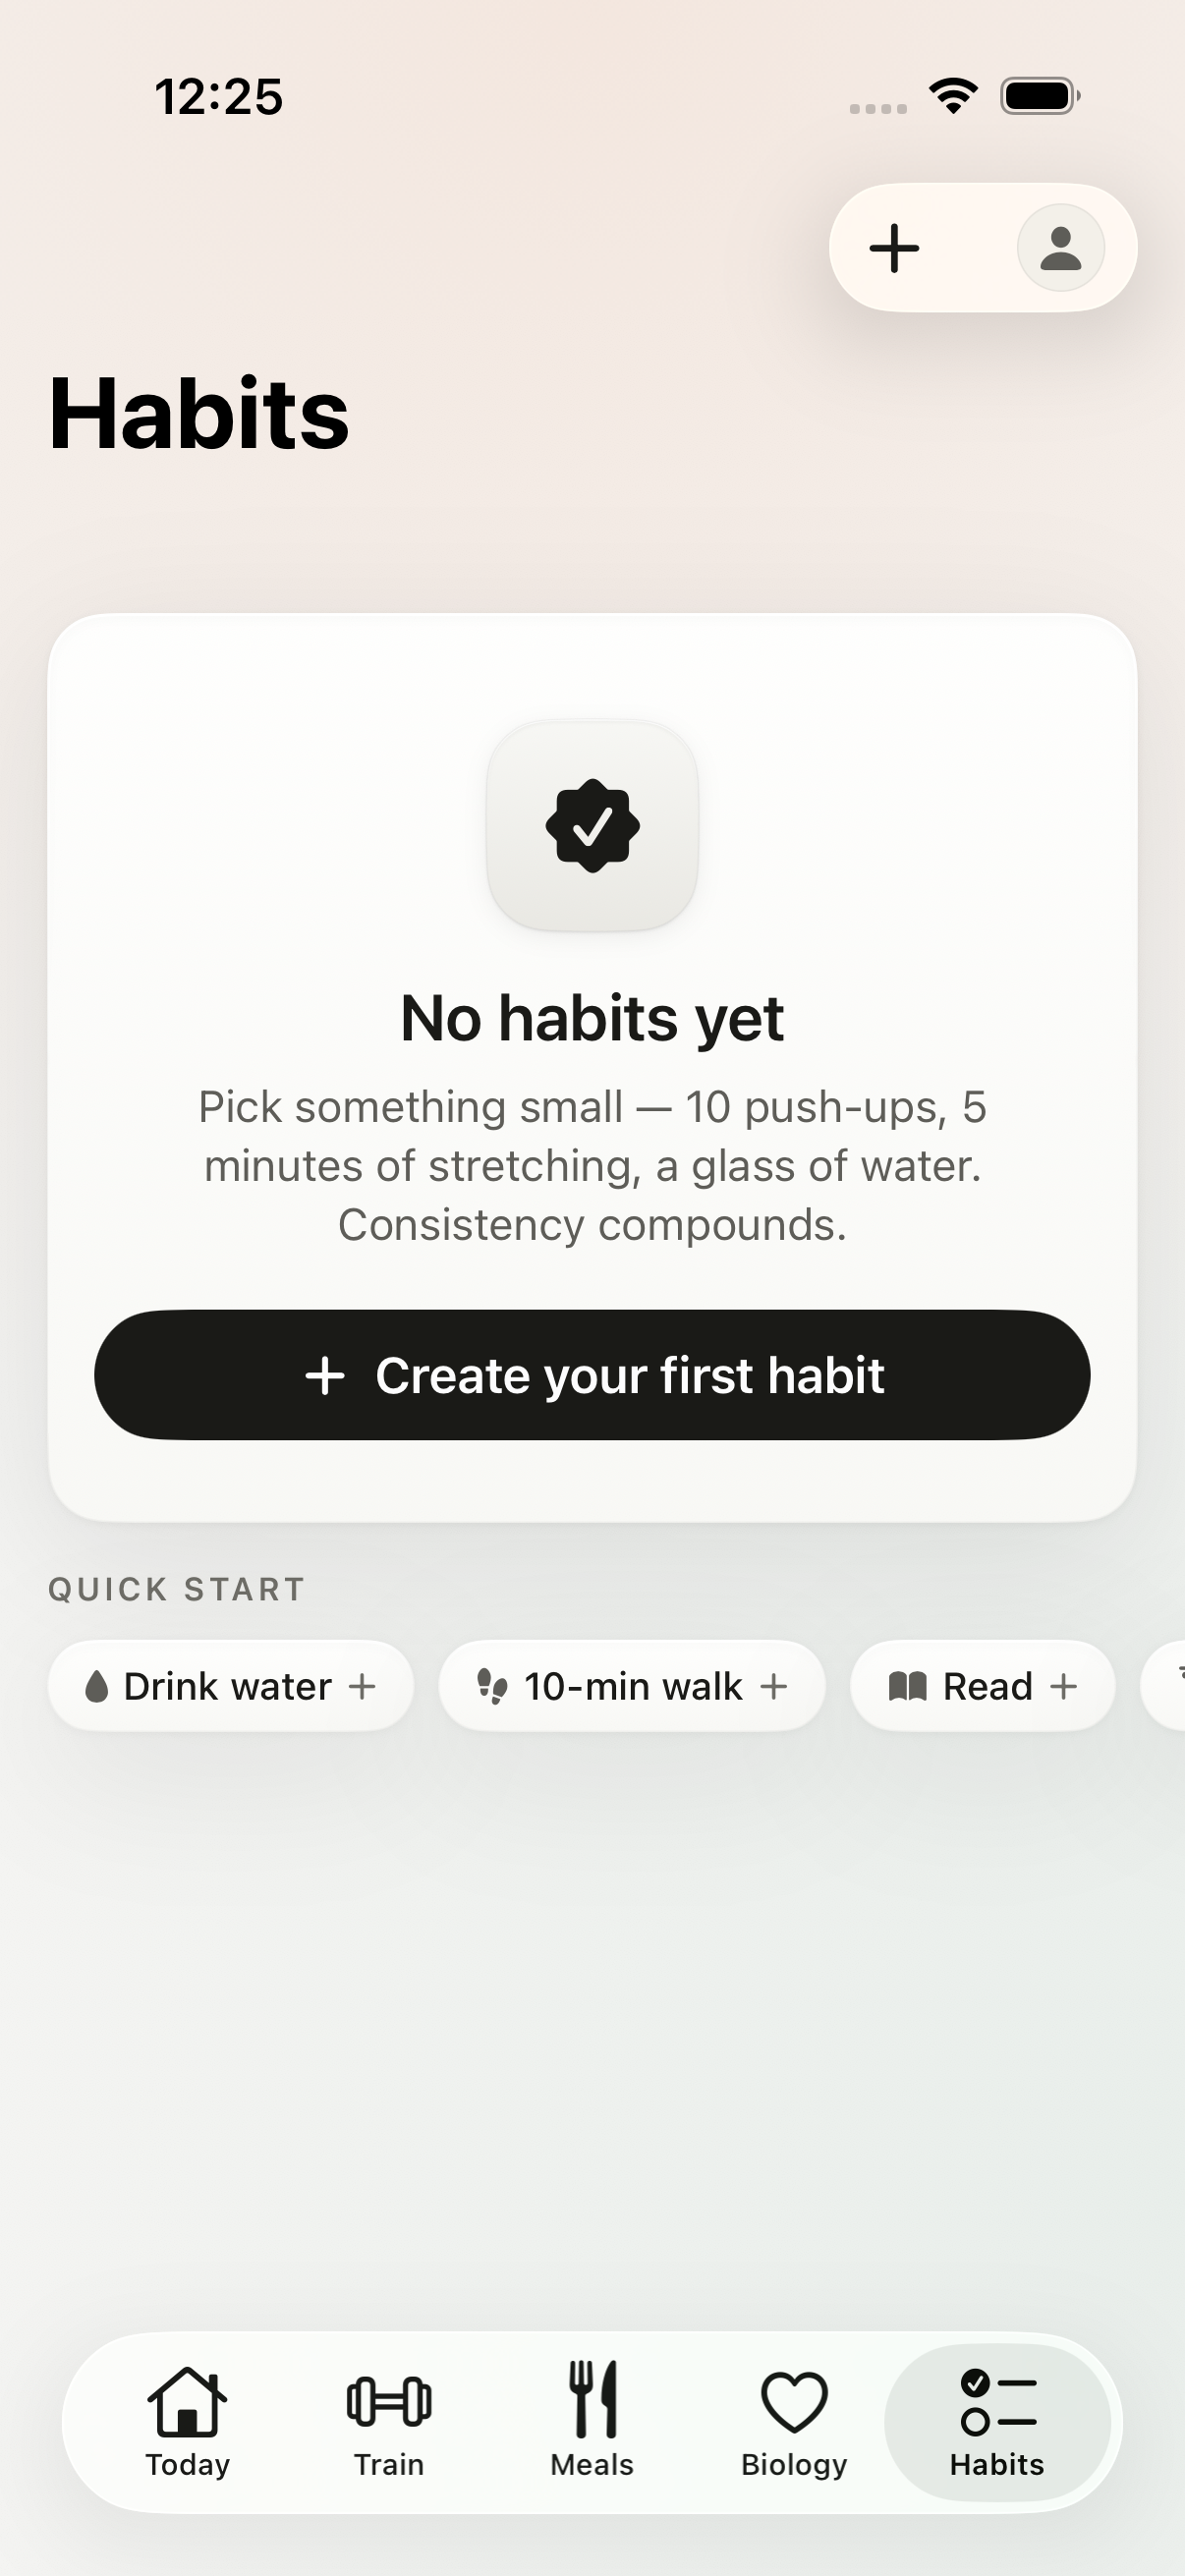 12:25
Habits
No habits yet
Pick something small — 10 push-ups, 5
minutes of stretching, a glass of water.
Consistency compounds.
Create your first habit
QUICK START
Drink water
10-min walk
Read
Today
Train
Meals
Biology
Habits